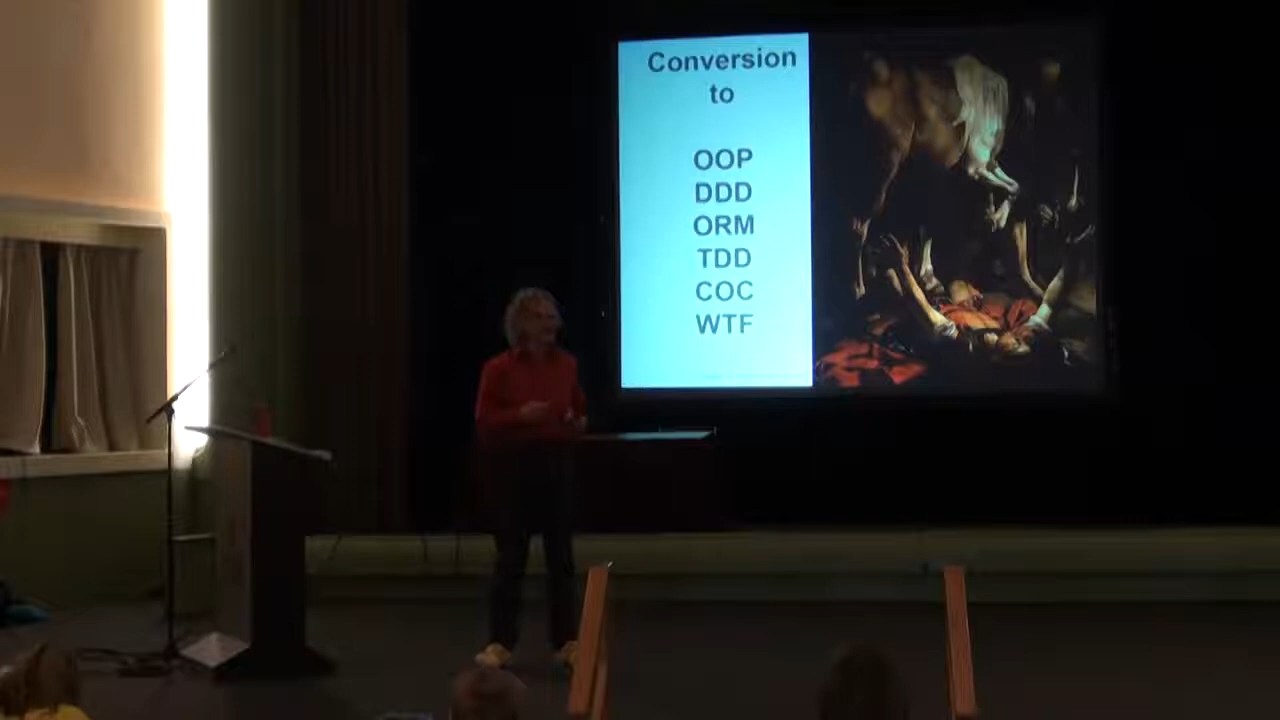 Conversion
to
OOP
DDD
ORM
TDD
COC
WTF